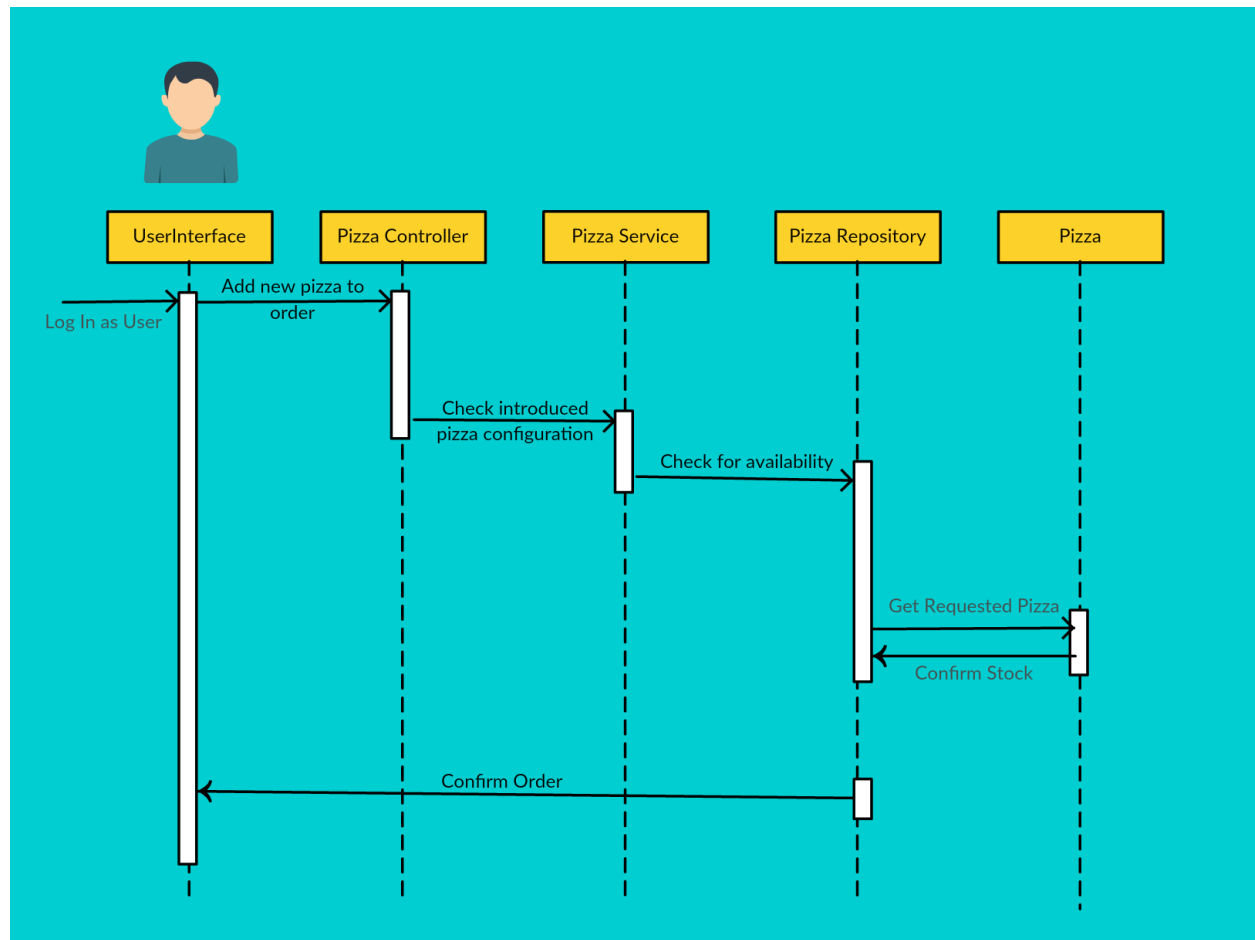 UserInterface
Pizza Controller
Pizza Service
Pizza Repository
Pizza
Log In as User
Add new pizza to
order
Check introduced
pizza configuration
Check for availability
Get Requested Pizza
Confirm Stock
Confirm Order